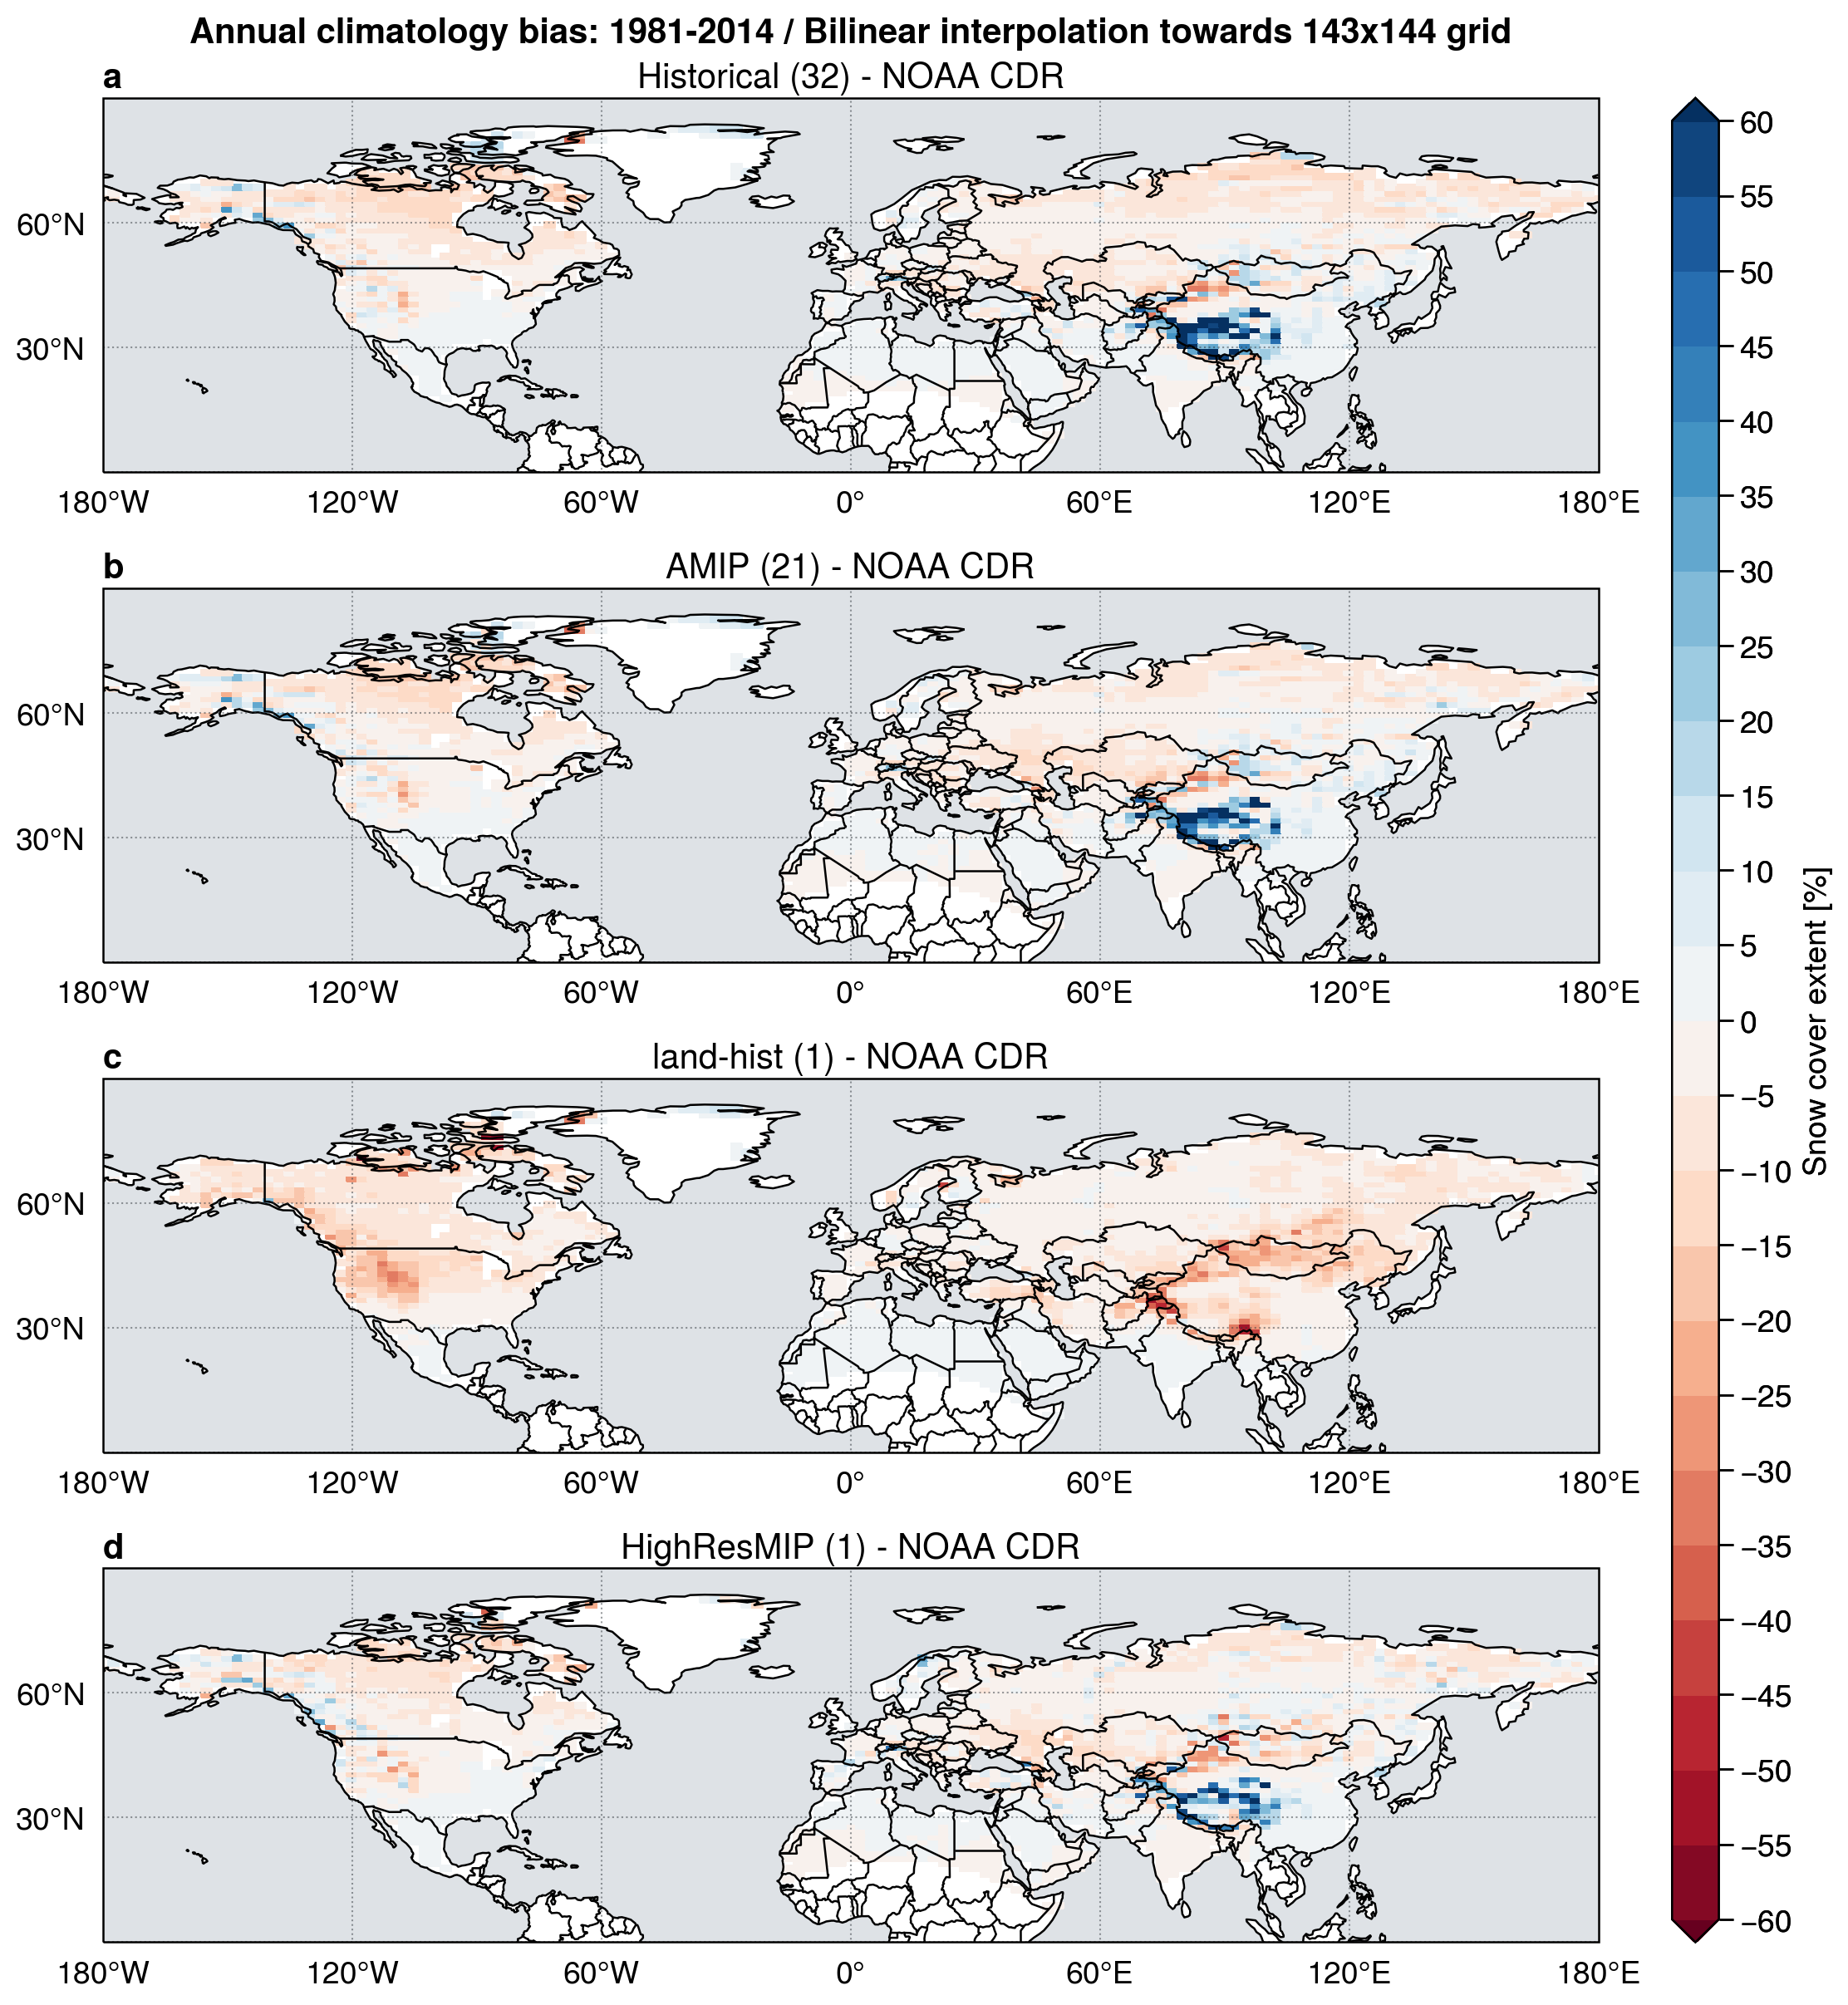 Annual climatology bias: 1981-2014 / Bilinear interpolation towards 143x144 grid
a
Historical (32) - NOAA CDR
60°N
30°N
180°W 120°W 60°W 0° 60°E 120°E 180°E
b
AMIP (21) - NOAA CDR
60°N
30°N
180°W 120°W 60°W 0° 60°E 120°E 180°E
c
land-hist (1) - NOAA CDR
60°N
30°N
180°W 120°W 60°W 0° 60°E 120°E 180°E
d
HighResMIP (1) - NOAA CDR
60°N
30°N
180°W 120°W 60°W 0° 60°E 120°E 180°E
60
55
50
45
40
35
30
25
20
15
10
5
0
−5
−10
−15
−20
−25
−30
−35
−40
−45
−50
−55
−60
Snow cover extent [%]